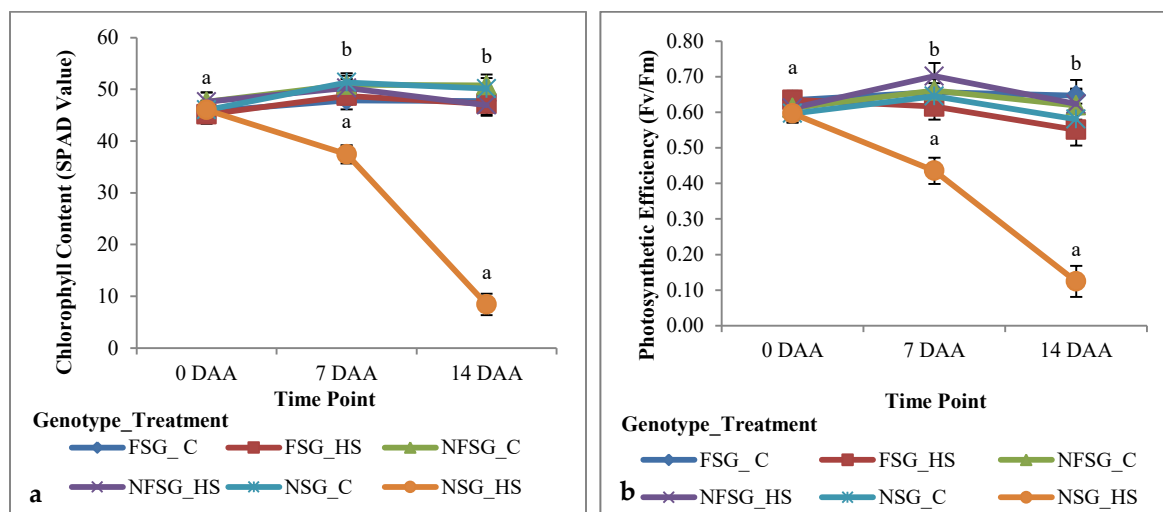 Chlorophyll Content (SPAD Value)
60
50
40
30
20
10
0
a
b
b
a
a
0 DAA 7 DAA 14 DAA
Time Point
Genotype_Treatment
FSG_ C FSG_HS NFSG_C
NFSG_HS NSG_C NSG_HS
a
Photosynthetic Efficiency (Fv/Fm)
0.80
0.70
0.60
0.50
0.40
0.30
0.20
0.10
0.00
a
b
b
a
a
0 DAA 7 DAA 14 DAA
Time Point
Genotype_Treatment
FSG_ C FSG_HS NFSG_C
NFSG_HS NSG_C NSG_HS
b